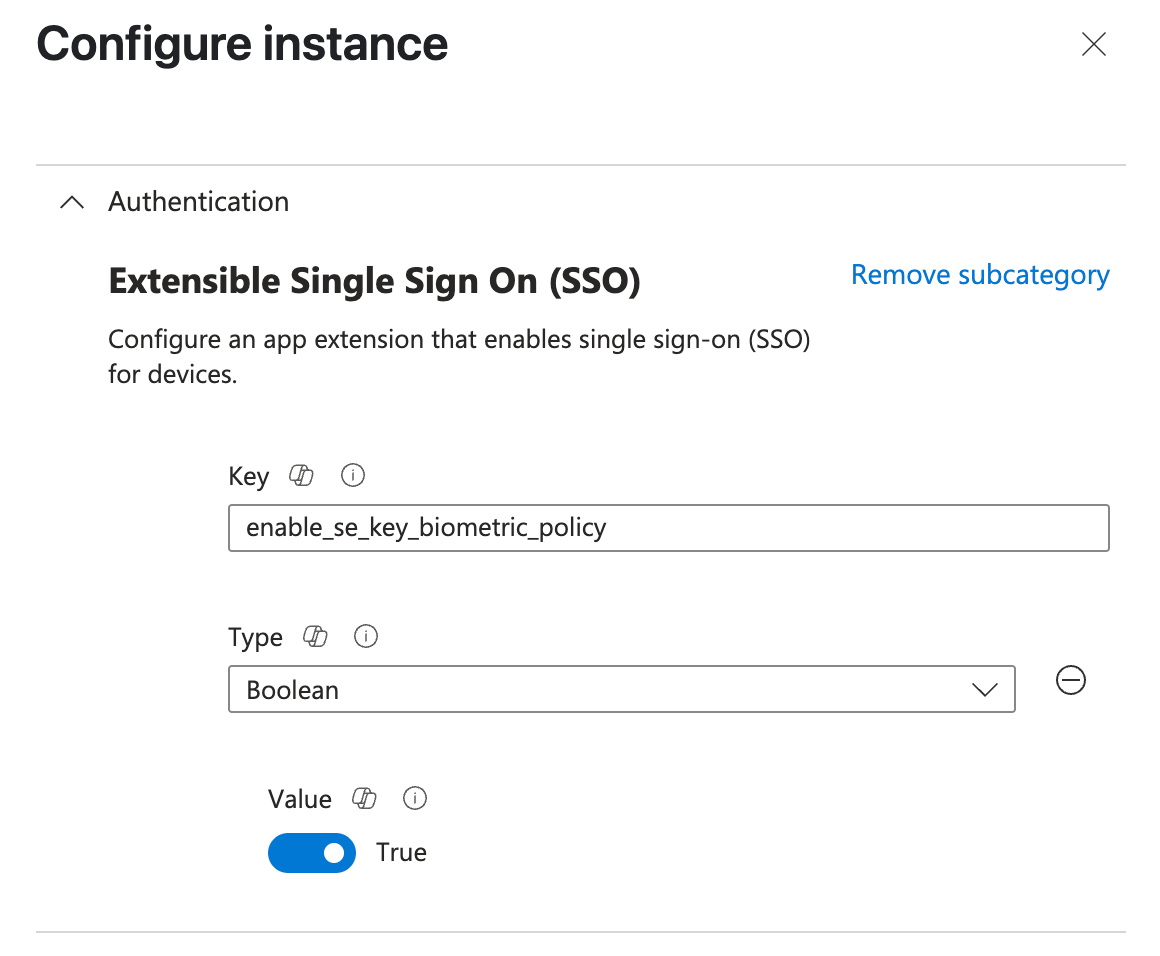 Configure instance
Authentication
Extensible Single Sign On (SSO)
Remove subcategory
Configure an app extension that enables single sign-on (SSO)
for devices.
Key
enable_se_key_biometric_policy
Type
Boolean
Value
True